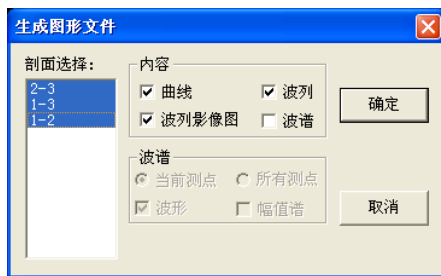 生成图形文件
剖面选择:
2-3
1-3
1-2
内容
曲线
波列
波列影像图
波谱
波谱
当前测点
所有测点
波形
幅值谱
确定
取消